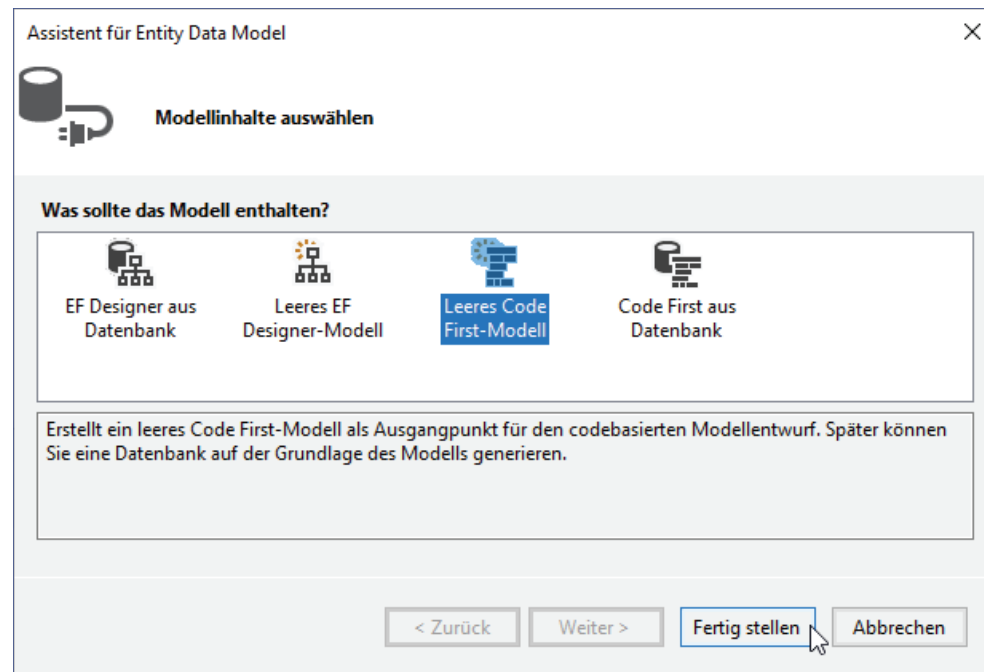 Assistent für Entity Data Model
Modellinhalte auswählen
Was sollte das Modell enthalten?
EF Designer aus
Datenbank
Leeres EF
Designer-Modell
Leeres Code
First-Modell
Code First aus
Datenbank
Erstellt ein leeres Code First-Modell als Ausgangpunkt für den codebasierten Modellentwurf. Später können
Sie eine Datenbank auf der Grundlage des Modells generieren.
< Zurück
Weiter >
Fertig stellen
Abbrechen